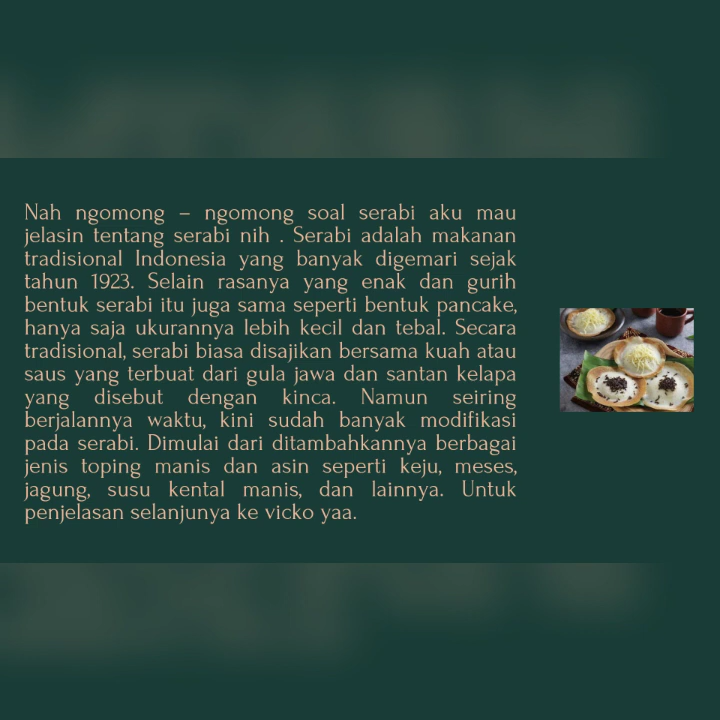 Nah ngomong – ngomong soal serabi aku mau
jelasin tentang serabi nih . Serabi adalah makanan
tradisional Indonesia yang banyak digemari sejak
tahun 1923. Selain rasanya yang enak dan gurih
bentuk serabi itu juga sama seperti bentuk pancake,
hanya saja ukurannya lebih kecil dan tebal. Secara
tradisional, serabi biasa disajikan bersama kuah atau
saus yang terbuat dari gula jawa dan santan kelapa
yang disebut dengan kinca. Namun seiring
berjalannya waktu, kini sudah banyak modifikasi
pada serabi. Dimulai dari ditambahkannya berbagai
jenis toping manis dan asin seperti keju, meses,
jagung, susu kental manis, dan lainnya. Untuk
penjelasan selanjunya ke vicko yaa.